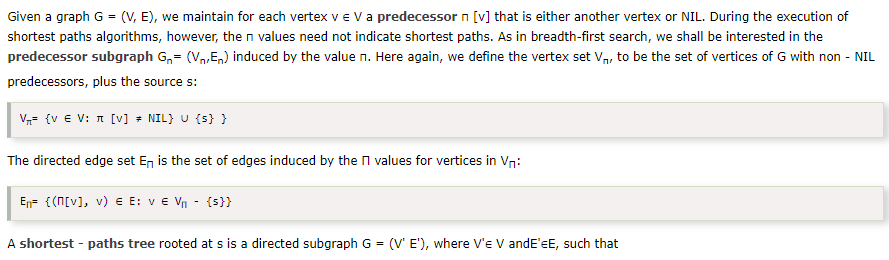 Given a graph G = (V, E), we maintain for each vertex v ∈ V a predecessor π [v] that is either another vertex or NIL. During the execution of
shortest paths algorithms, however, the π values need not indicate shortest paths. As in breadth-first search, we shall be interested in the
predecessor subgraph Gₙ= (Vₙ,Eₙ) induced by the value π. Here again, we define the vertex set Vπ, to be the set of vertices of G with non - NIL
predecessors, plus the source s:
Vπ= {v ∈ V: π [v] ≠ NIL} ∪ {s} }
The directed edge set EΠ is the set of edges induced by the Π values for vertices in VΠ:
EΠ= {(Π[v], v) ∈ E: v ∈ VΠ - {s}}
A shortest - paths tree rooted at s is a directed subgraph G = (V' E'), where V'∈ V andE'∈E, such that